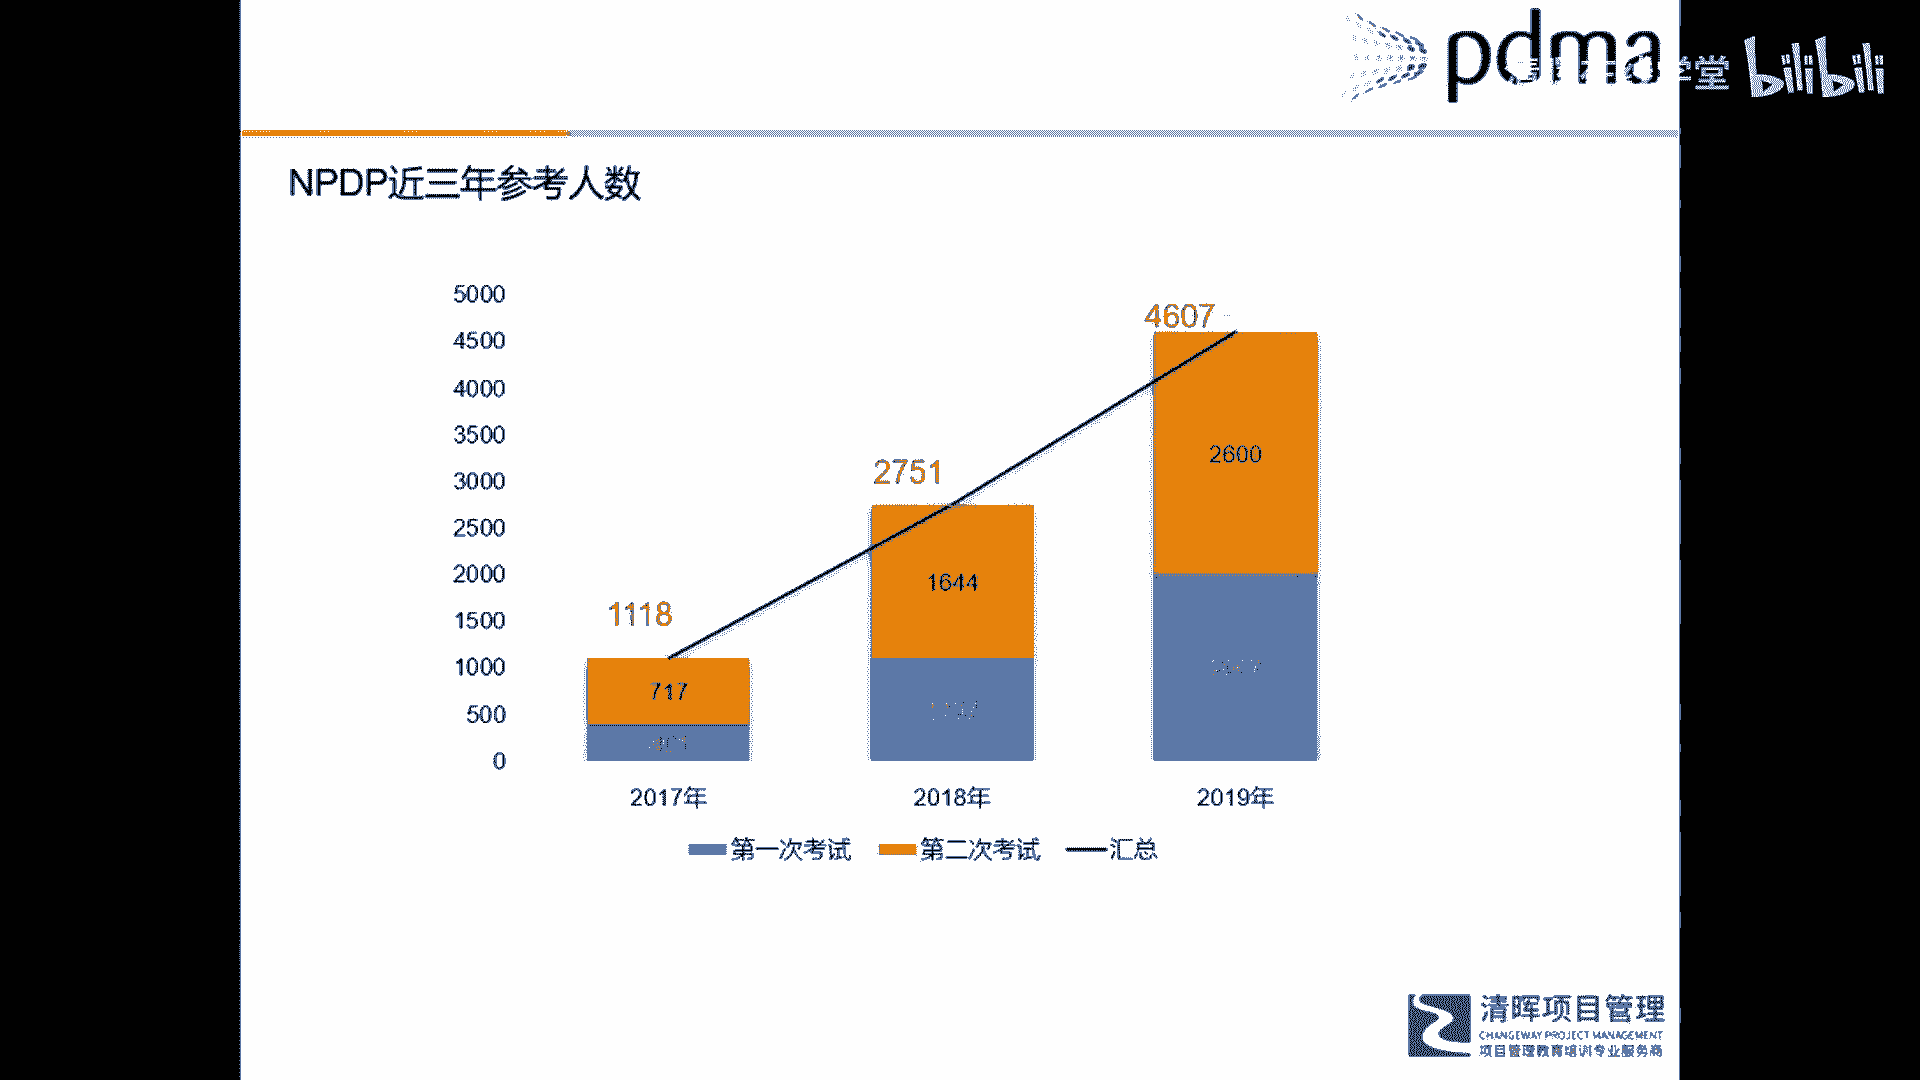 pdma
学堂 bilibili
NPDP近三年参考人数
5000
4500
4000
3500
3000
2500
2000
1500
1000
500
0
4607
2751
1118
2600
1644
717
2017年
2018年
2019年
第一次考试
第二次考试
汇总
清晖项目管理
CHANGEWAY PROJECT MANAGEMENT
项目管理教育培训专业服务商